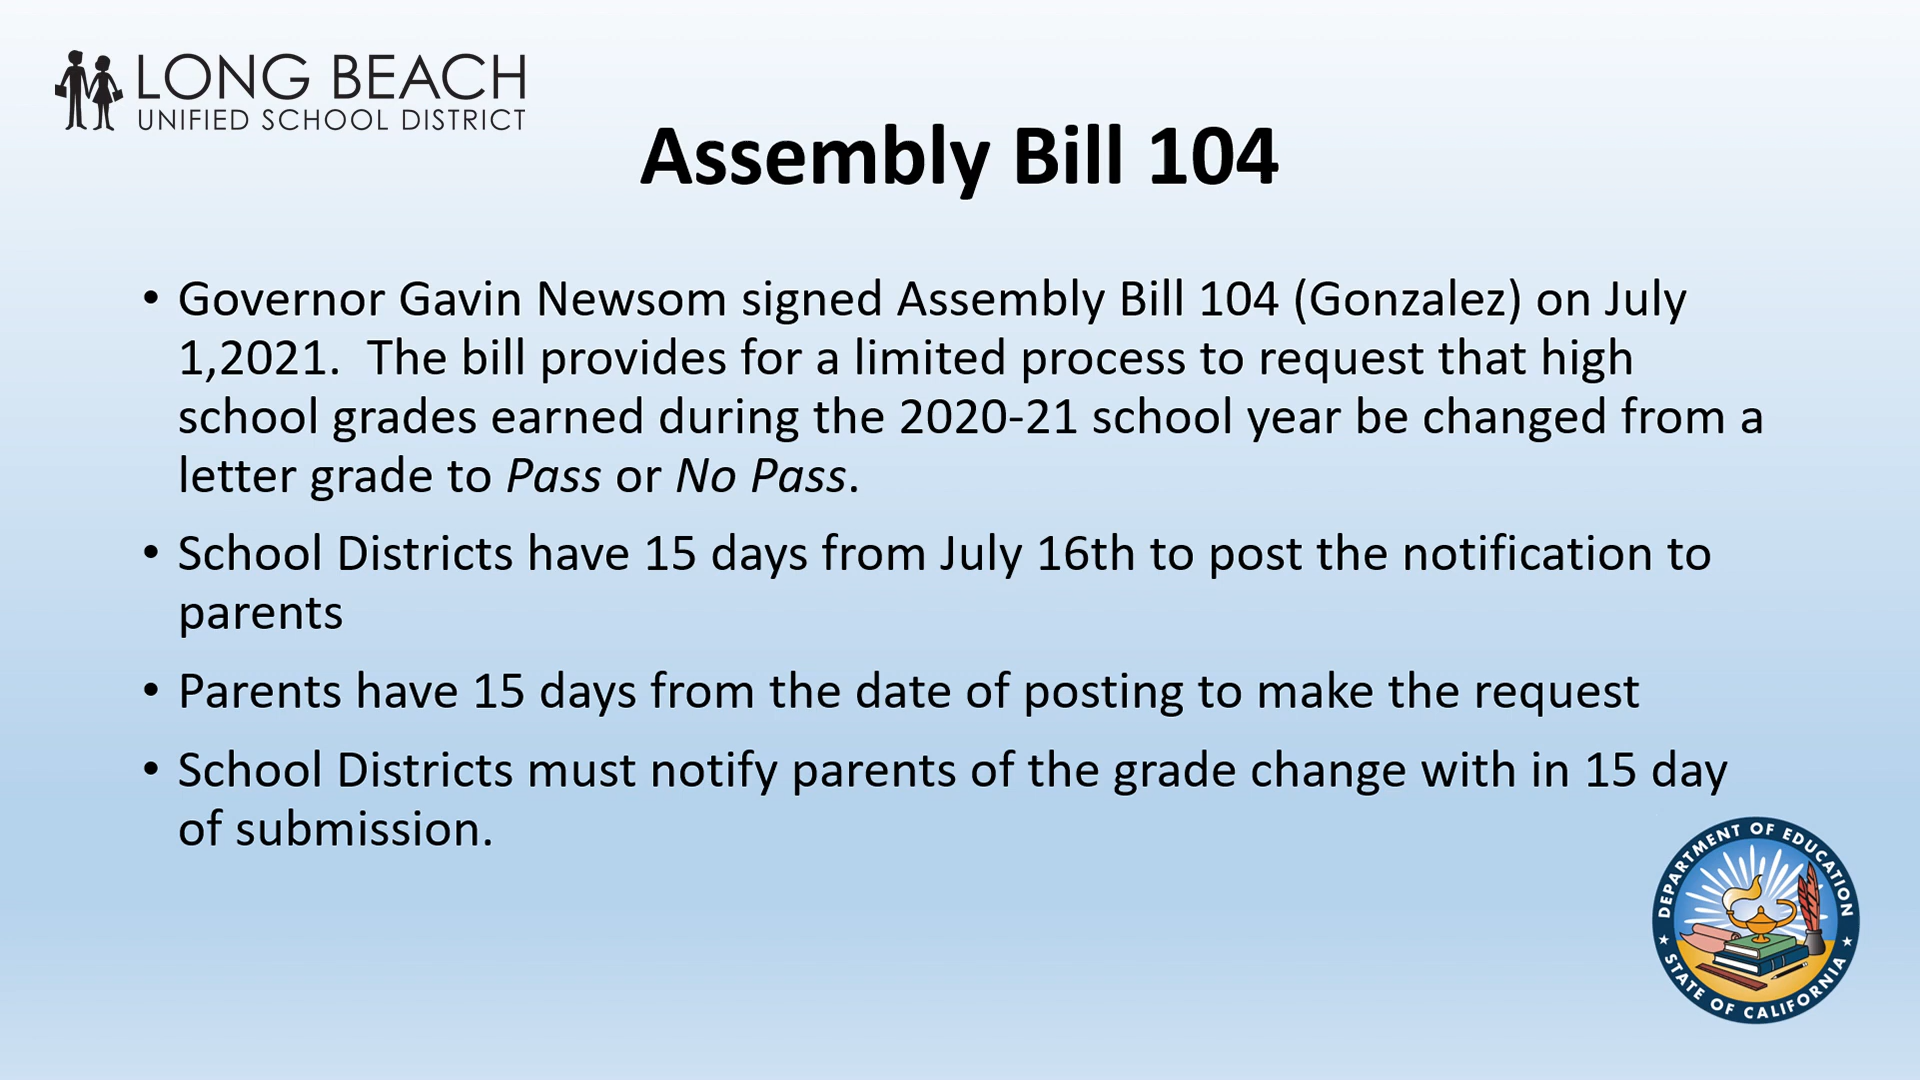 LONG BEACH
UNIFIED SCHOOL DISTRICT
Assembly Bill 104
• Governor Gavin Newsom signed Assembly Bill 104 (Gonzalez) on July
1,2021.  The bill provides for a limited process to request that high
school grades earned during the 2020-21 school year be changed from a
letter grade to Pass or No Pass.
• School Districts have 15 days from July 16th to post the notification to
parents
• Parents have 15 days from the date of posting to make the request
• School Districts must notify parents of the grade change with in 15 day
of submission.
DEPARTMENT OF EDUCATION
STATE OF CALIFORNIA